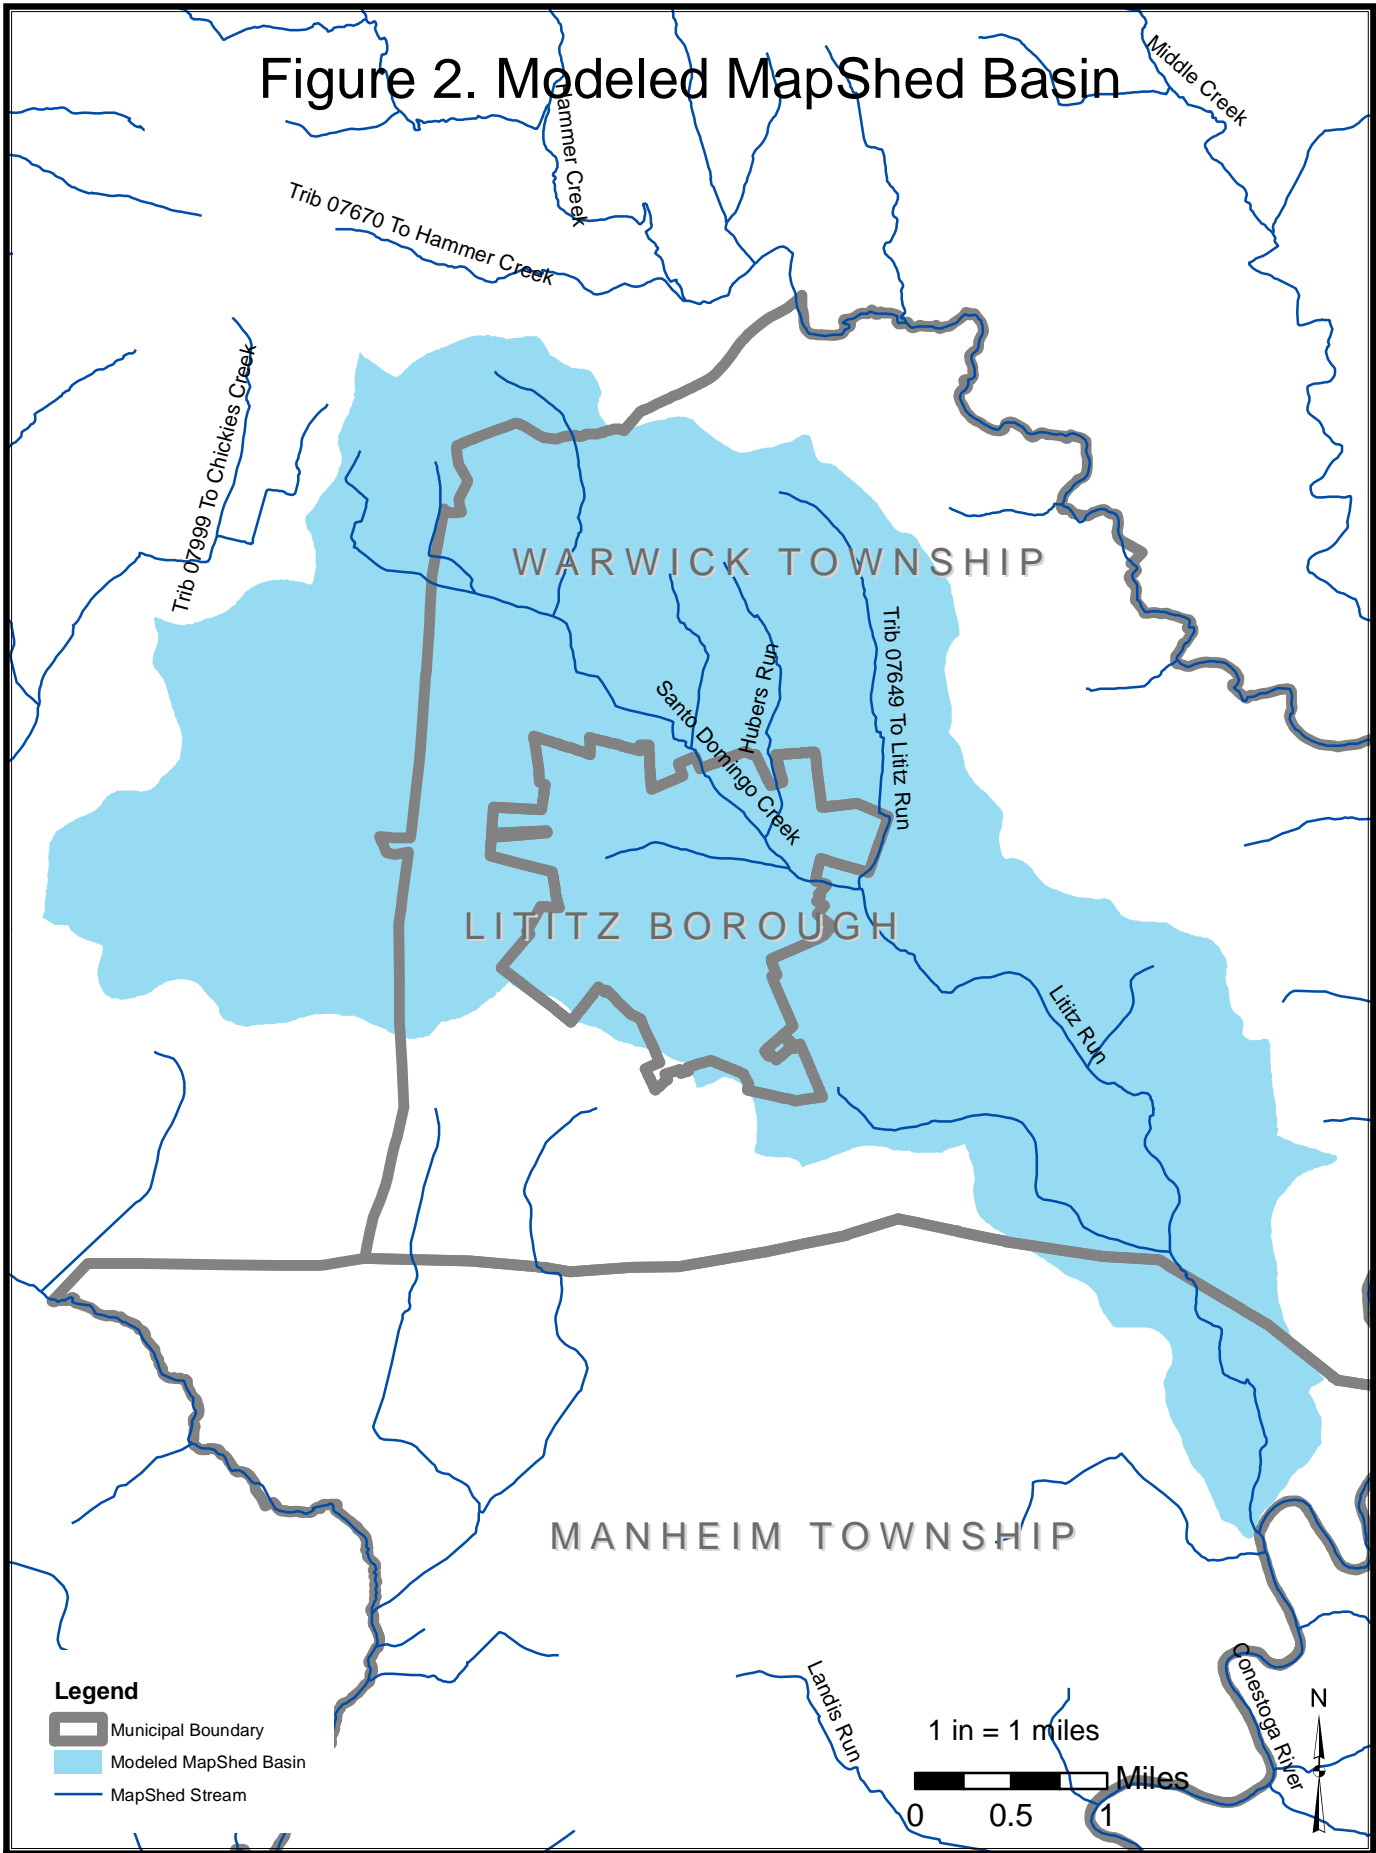 Figure 2. Modeled MapShed Basin
Middle Creek
Hammer Creek
Trib 07670 To Hammer Creek
Trib 07999 To Chickies Creek
WARWICK TOWNSHIP
Trib 07649 To Lititz Run
Hubers Run
Santo Domingo Creek
LITITZ BOROUGH
Lititz Run
MANHEIM TOWNSHIP
Conestoga River
Landis Run
Legend
Municipal Boundary
Modeled MapShed Basin
MapShed Stream
1 in = 1 miles
Miles
0 0.5 1
N